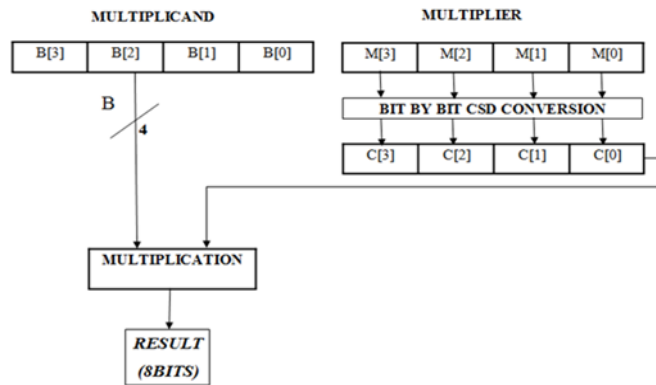 MULTIPLICAND
MULTIPLIER
B[3] B[2] B[1] B[0]
M[3] M[2] M[1] M[0]
BIT BY BIT CSD CONVERSION
B
4
C[3] C[2] C[1] C[0]
MULTIPLICATION
RESULT
(8BITS)